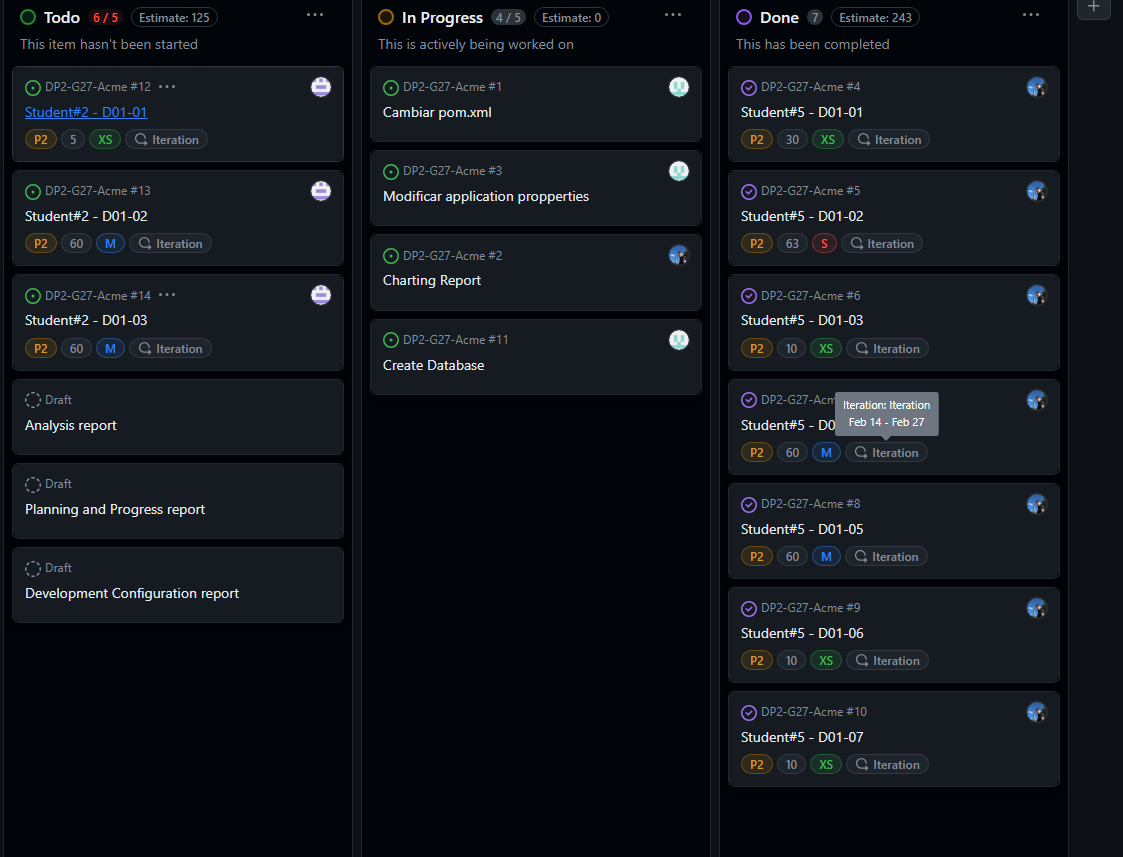 Todo 6 / 5 Estimate: 125
This item hasn't been started
DP2-G27-Acme #12
Student#2 - D01-01
P2 5 XS Iteration
DP2-G27-Acme #13
Student#2 - D01-02
P2 60 M Iteration
DP2-G27-Acme #14
Student#2 - D01-03
P2 60 M Iteration
Draft
Analysis report
Draft
Planning and Progress report
Draft
Development Configuration report
In Progress 4 / 5 Estimate: 0
This is actively being worked on
DP2-G27-Acme #1
Cambiar pom.xml
DP2-G27-Acme #3
Modificar application propperties
DP2-G27-Acme #2
Charting Report
DP2-G27-Acme #11
Create Database
Done 7 Estimate: 243
This has been completed
DP2-G27-Acme #4
Student#5 - D01-01
P2 30 XS Iteration
DP2-G27-Acme #5
Student#5 - D01-02
P2 63 S Iteration
DP2-G27-Acme #6
Student#5 - D01-03
P2 10 XS Iteration
DP2-G27-Acm
Iteration: Iteration
Feb 14 - Feb 27
Student#5 - D0
P2 60 M Iteration
DP2-G27-Acme #8
Student#5 - D01-05
P2 60 M Iteration
DP2-G27-Acme #9
Student#5 - D01-06
P2 10 XS Iteration
DP2-G27-Acme #10
Student#5 - D01-07
P2 10 XS Iteration